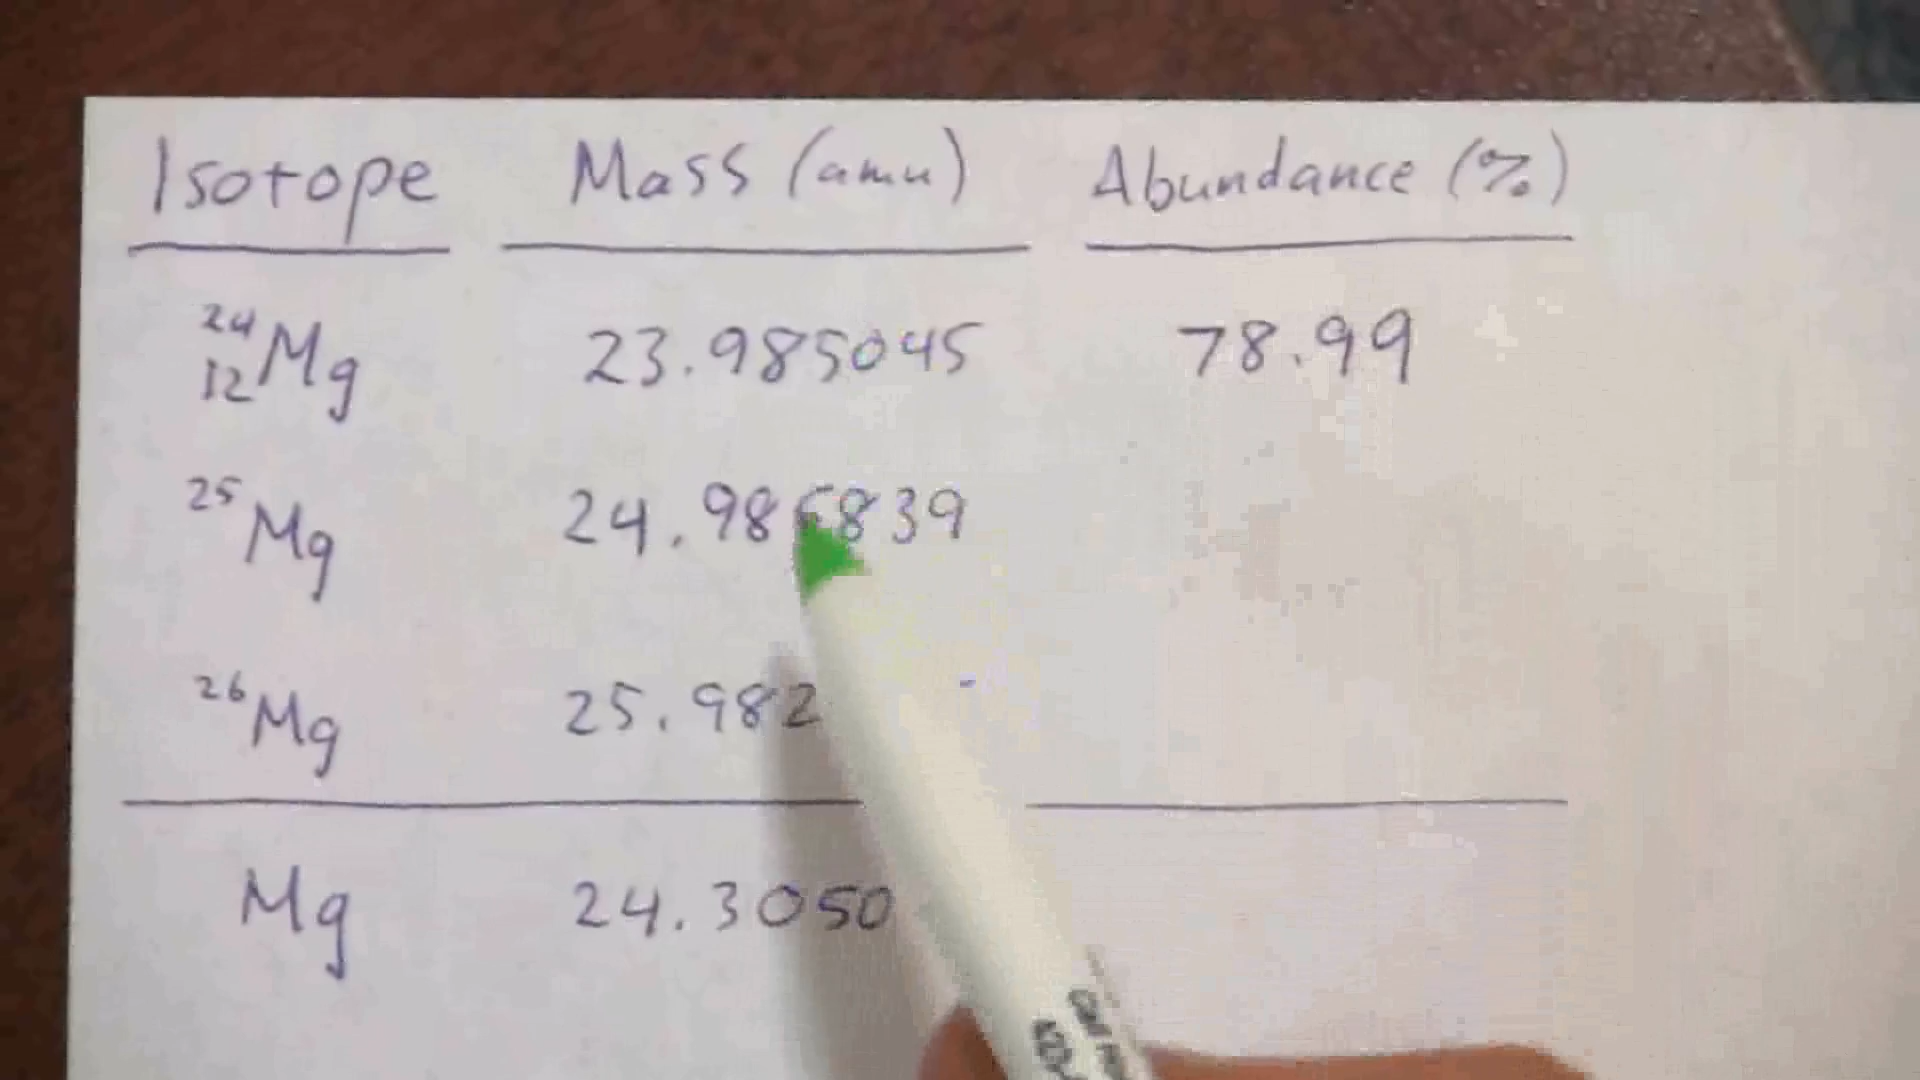 Isotope Mass (amu) Abundance (%)
24 12 Mg 23.985045 78.99
25 Mg 24.985839
26 Mg 25.982
Mg 24.3050